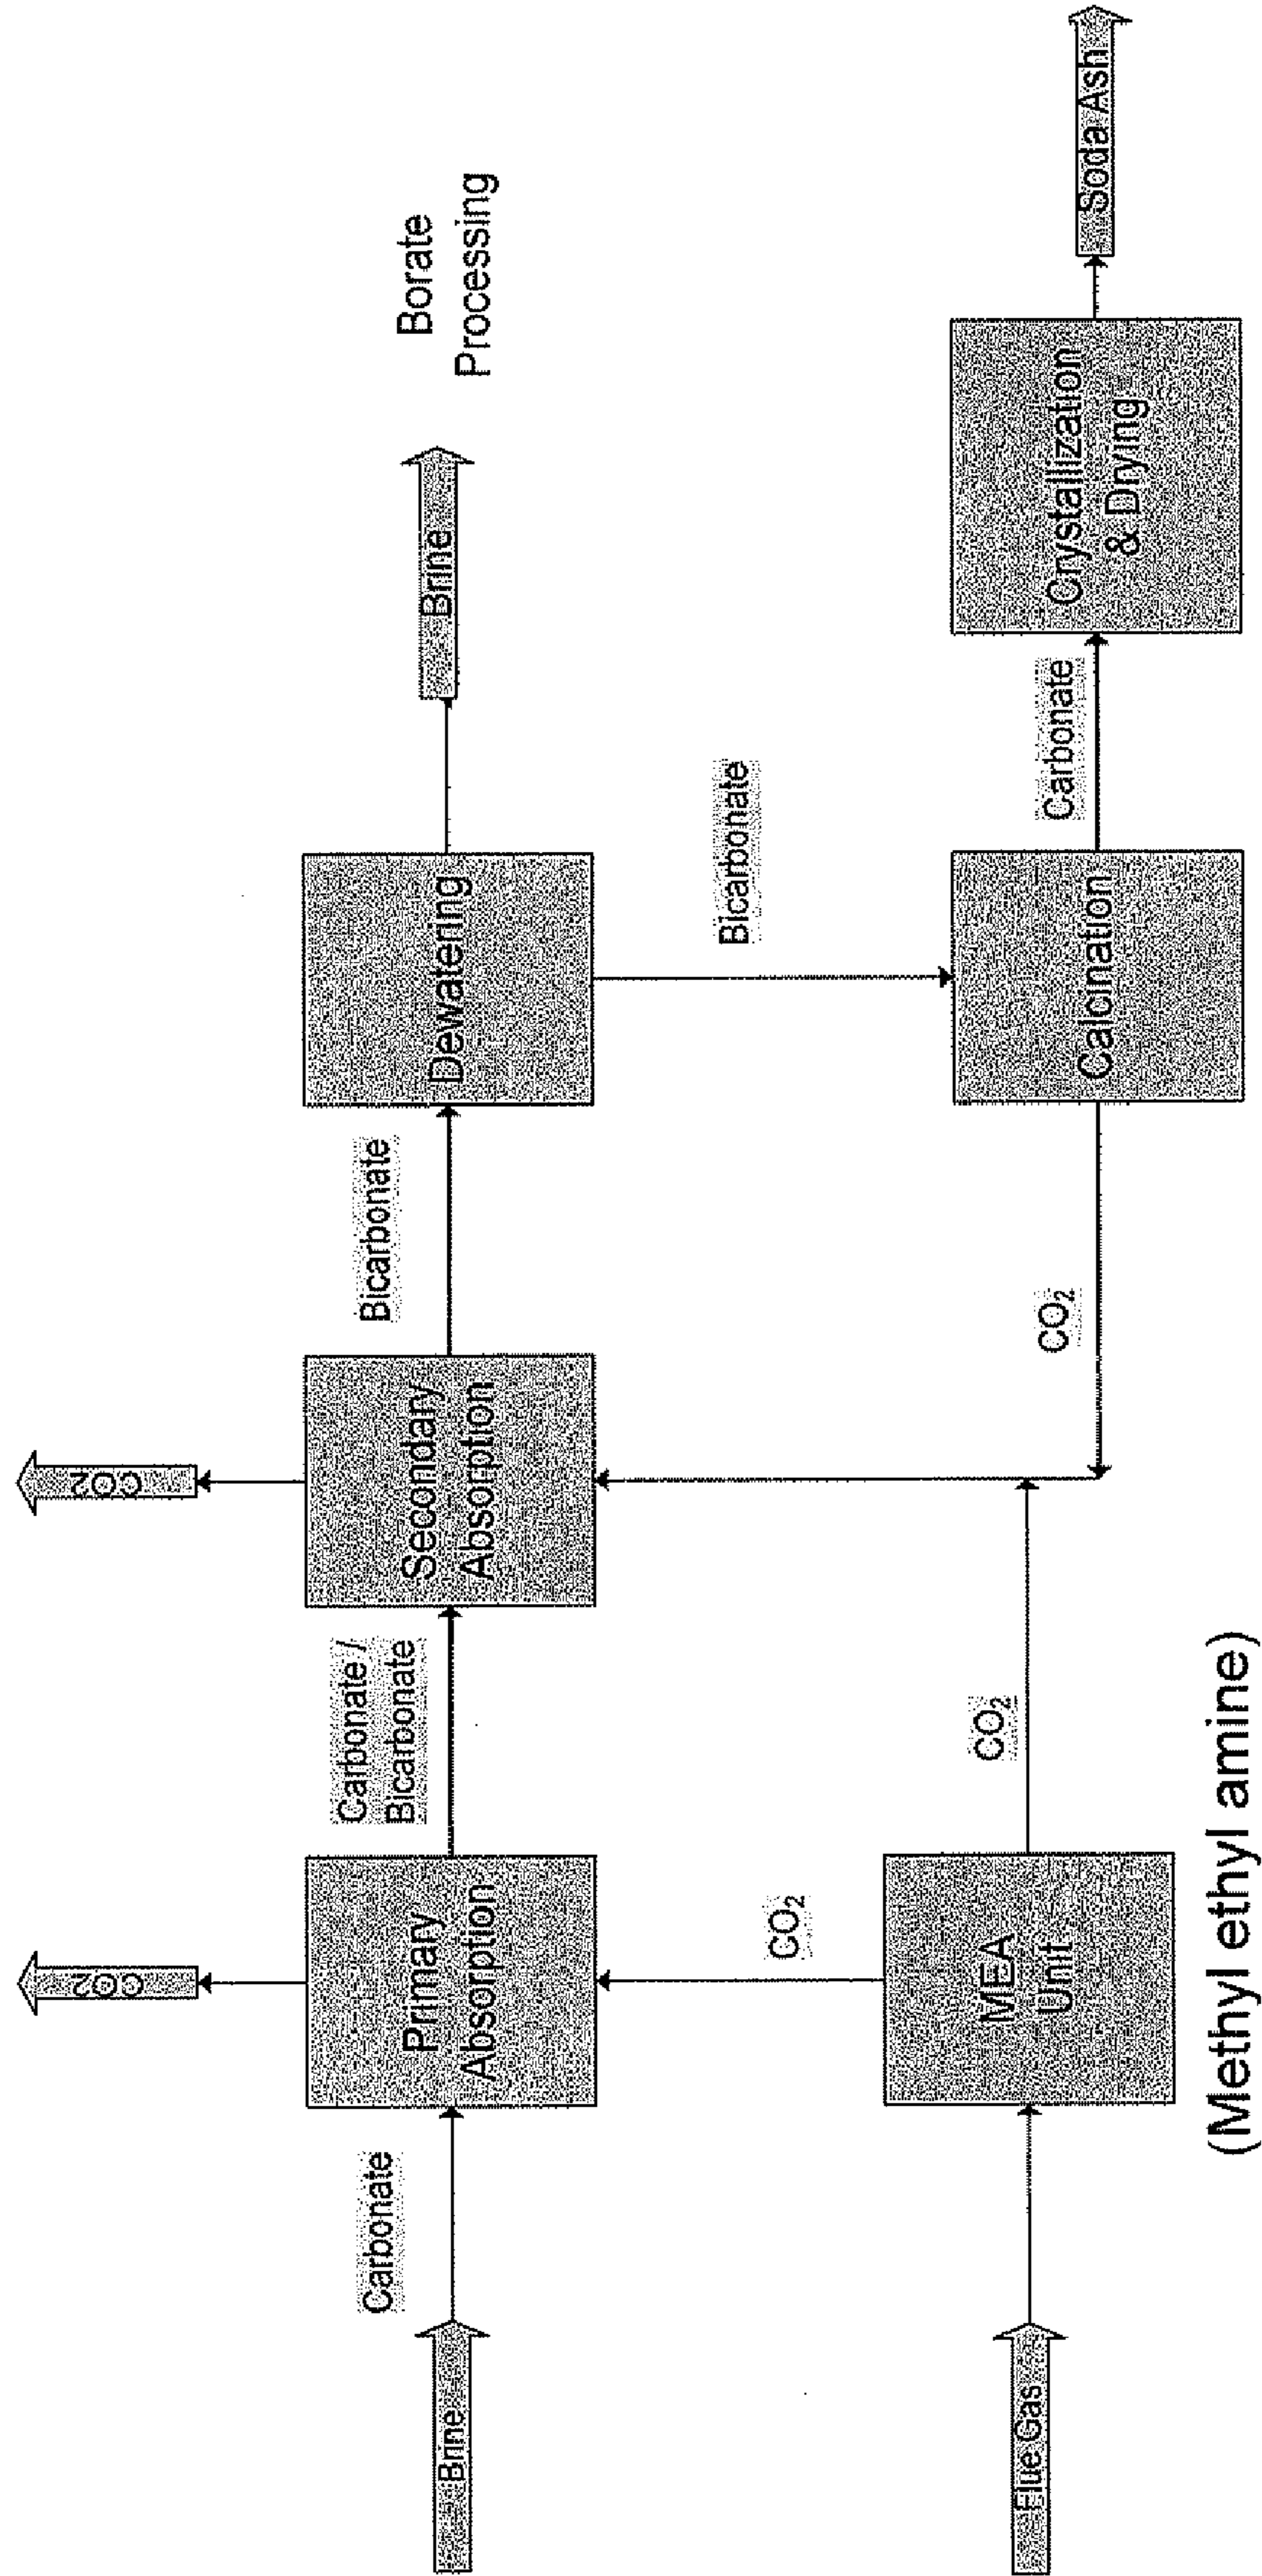 CO2
CO2
Brine
Carbonate
Primary
Absorption
Carbonate /
Bicarbonate
Secondary
Absorption
Bicarbonate
Dewatering
Brine
Borate
Processing
CO₂
CO₂
CO₂
Bicarbonate
Flue Gas
MEA
Unit
Calcination
Carbonate
Crystallization
& Drying
Soda Ash
(Methyl ethyl amine)